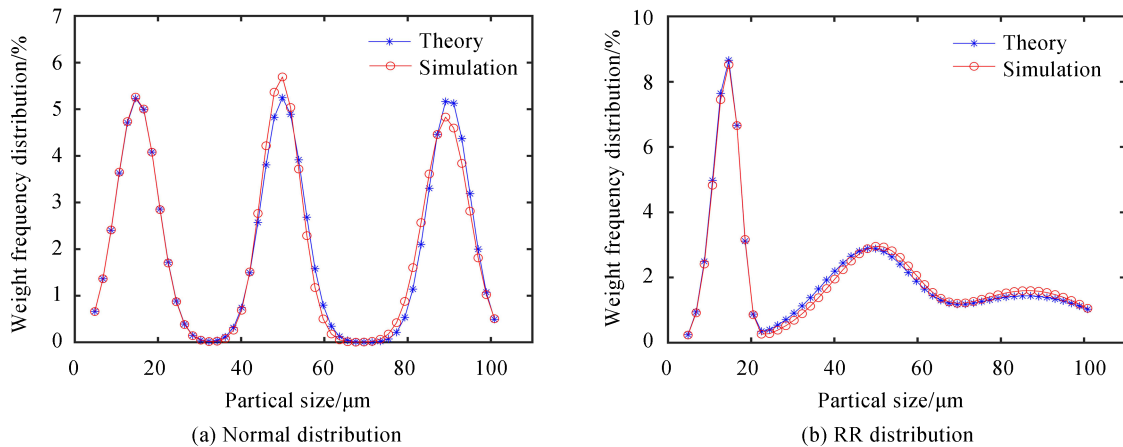 Weight frequency distribution/%
7
6
5
4
3
2
1
0
Theory
Simulation
0 20 40 60 80 100
Partical size/μm
(a) Normal distribution
Weight frequency distribution/%
10
8
6
4
2
0
Theory
Simulation
0 20 40 60 80 100
Partical size/μm
(b) RR distribution